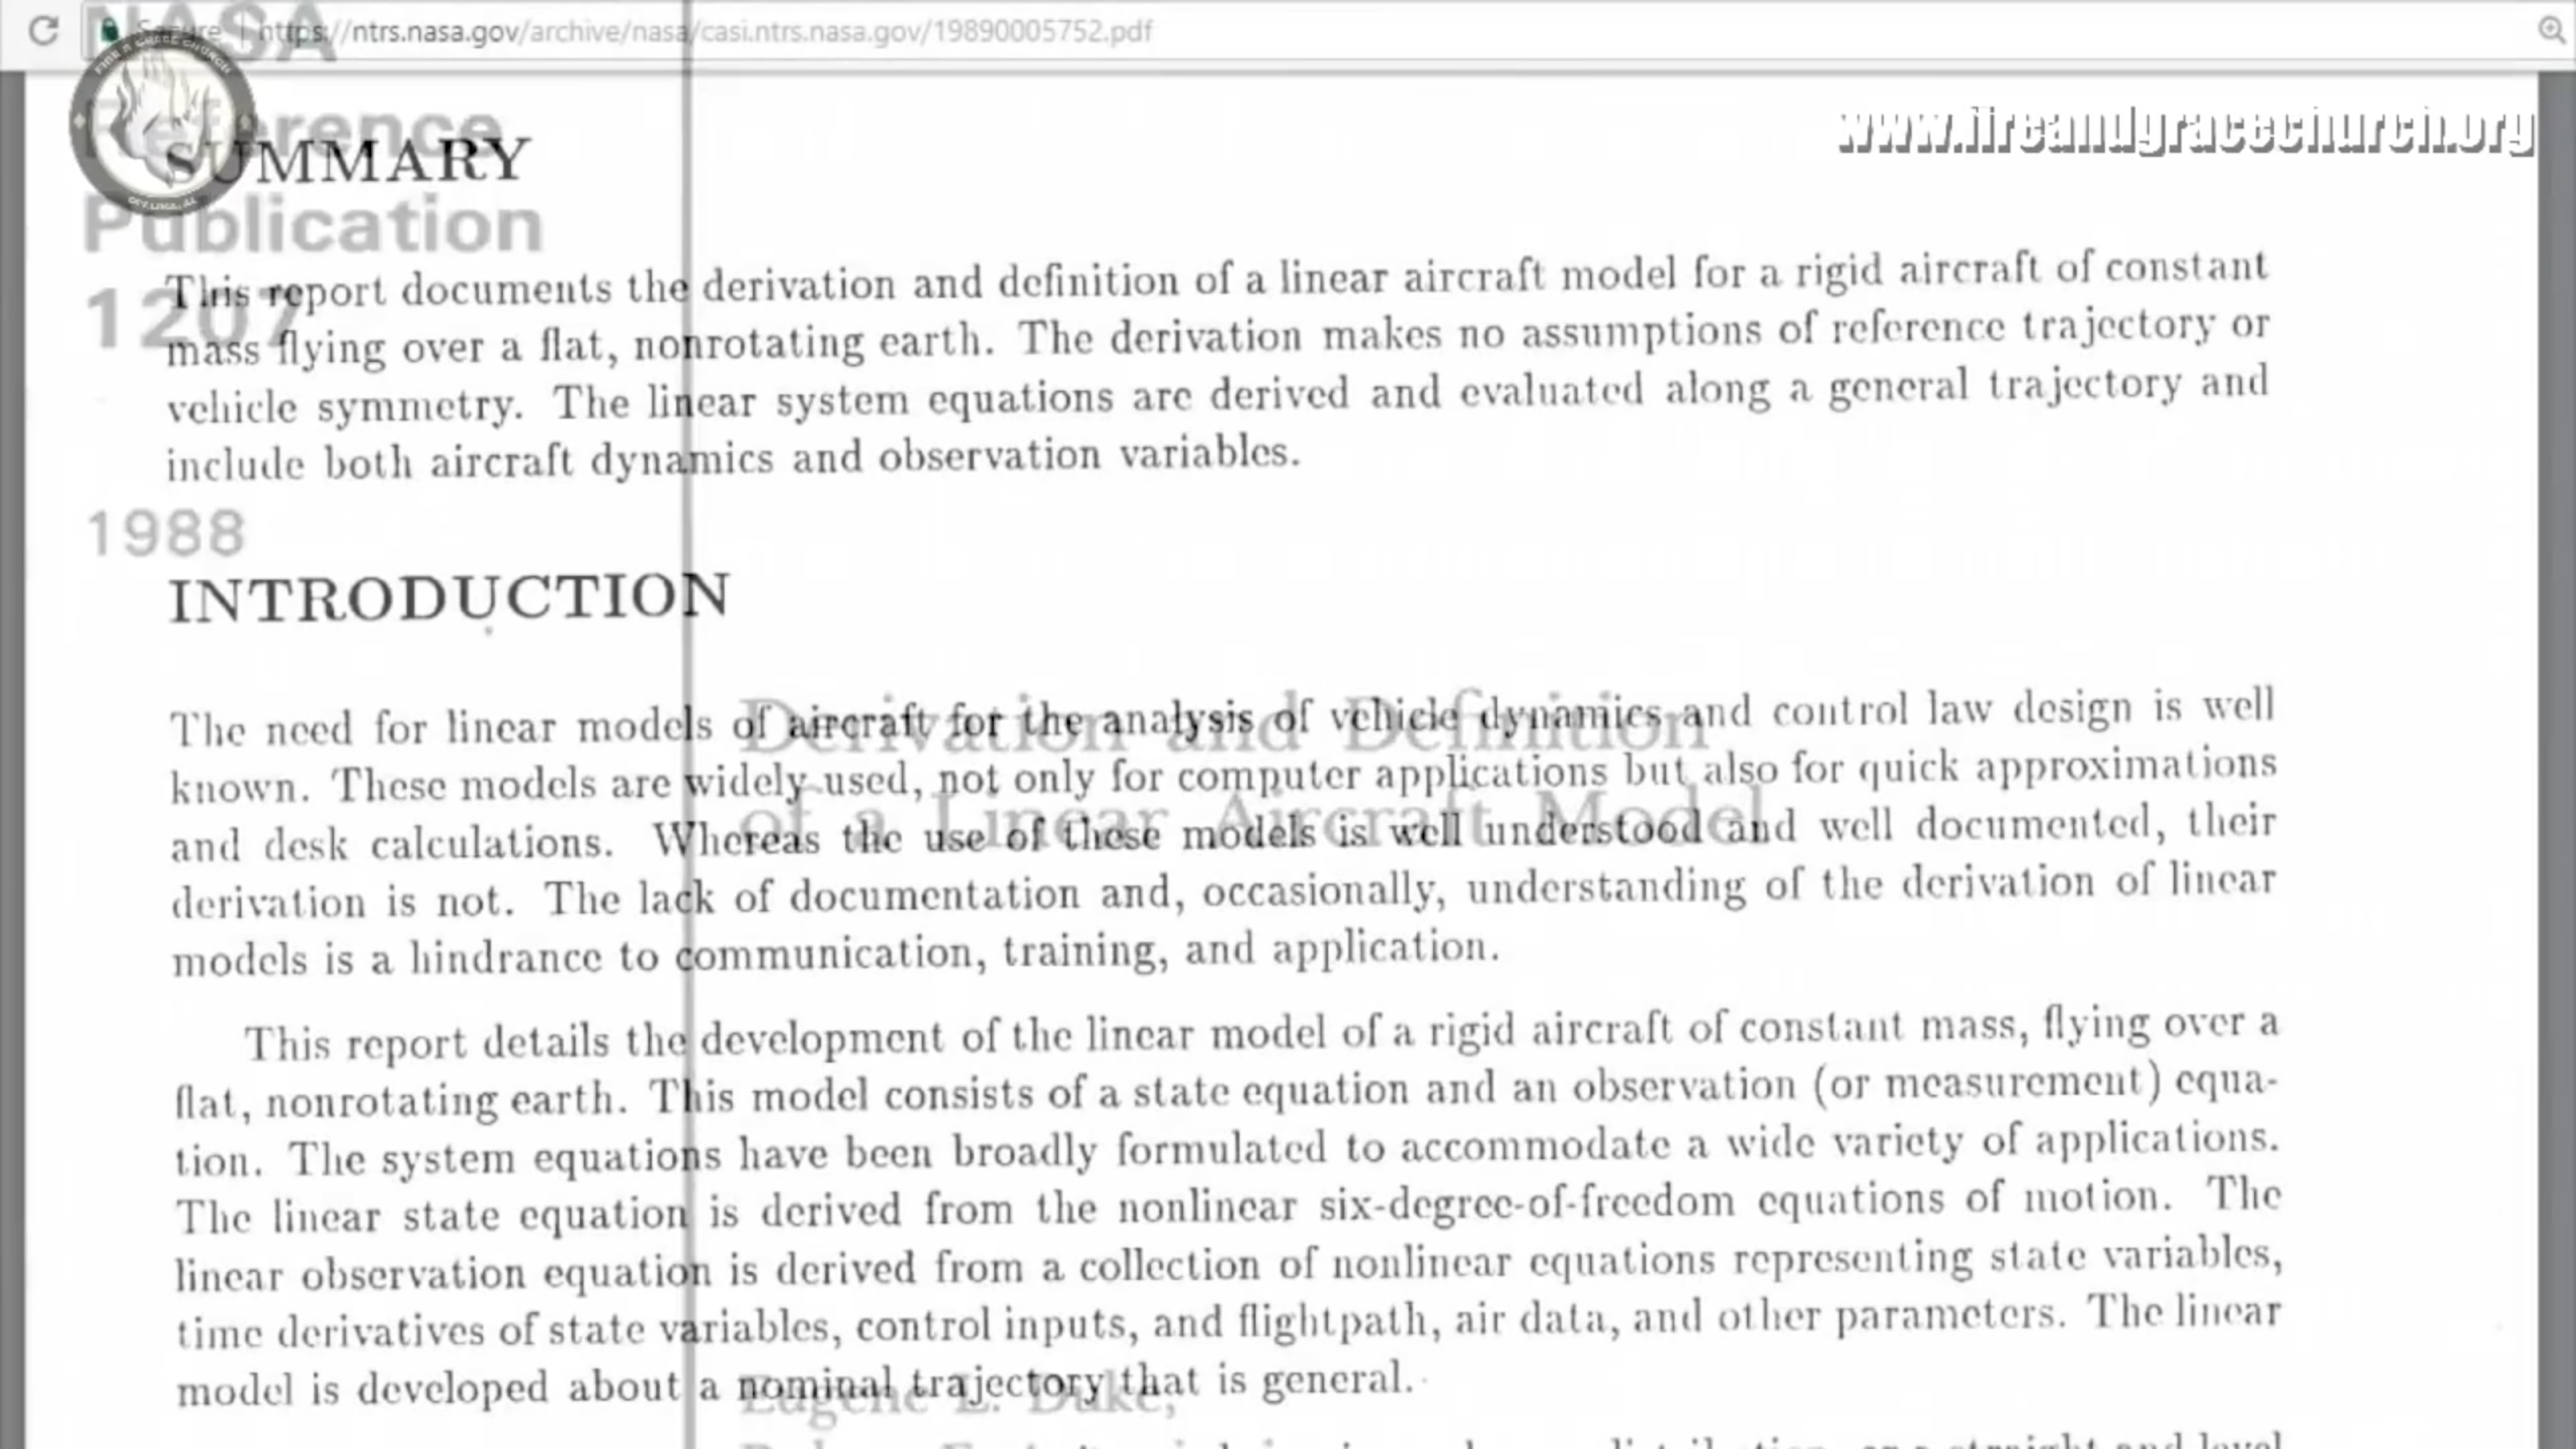 Secure | https://ntrs.nasa.gov/archive/nasa/casi.ntrs.nasa.gov/19890005752.pdf
NASA
www.fireandgracechurch.org
FIRE & GRACE CHURCH
Reference
SUMMARY
Publication
1207
This report documents the derivation and definition of a linear aircraft model for a rigid aircraft of constant
mass flying over a flat, nonrotating earth. The derivation makes no assumptions of reference trajectory or
vehicle symmetry. The linear system equations are derived and evaluated along a general trajectory and
include both aircraft dynamics and observation variables.
1988
INTRODUCTION
Derivation and Definition
of a Linear Aircraft Model
The need for linear models of aircraft for the analysis of vehicle dynamics and control law design is well
known. These models are widely used, not only for computer applications but also for quick approximations
and desk calculations. Whereas the use of these models is well understood and well documented, their
derivation is not. The lack of documentation and, occasionally, understanding of the derivation of linear
models is a hindrance to communication, training, and application.
This report details the development of the linear model of a rigid aircraft of constant mass, flying over a
flat, nonrotating earth. This model consists of a state equation and an observation (or measurement) equa-
tion. The system equations have been broadly formulated to accommodate a wide variety of applications.
The linear state equation is derived from the nonlinear six-degree-of-freedom equations of motion. The
linear observation equation is derived from a collection of nonlinear equations representing state variables,
time derivatives of state variables, control inputs, and flightpath, air data, and other parameters. The linear
model is developed about a nominal trajectory that is general.
Eugene L. Duke,
straight and level